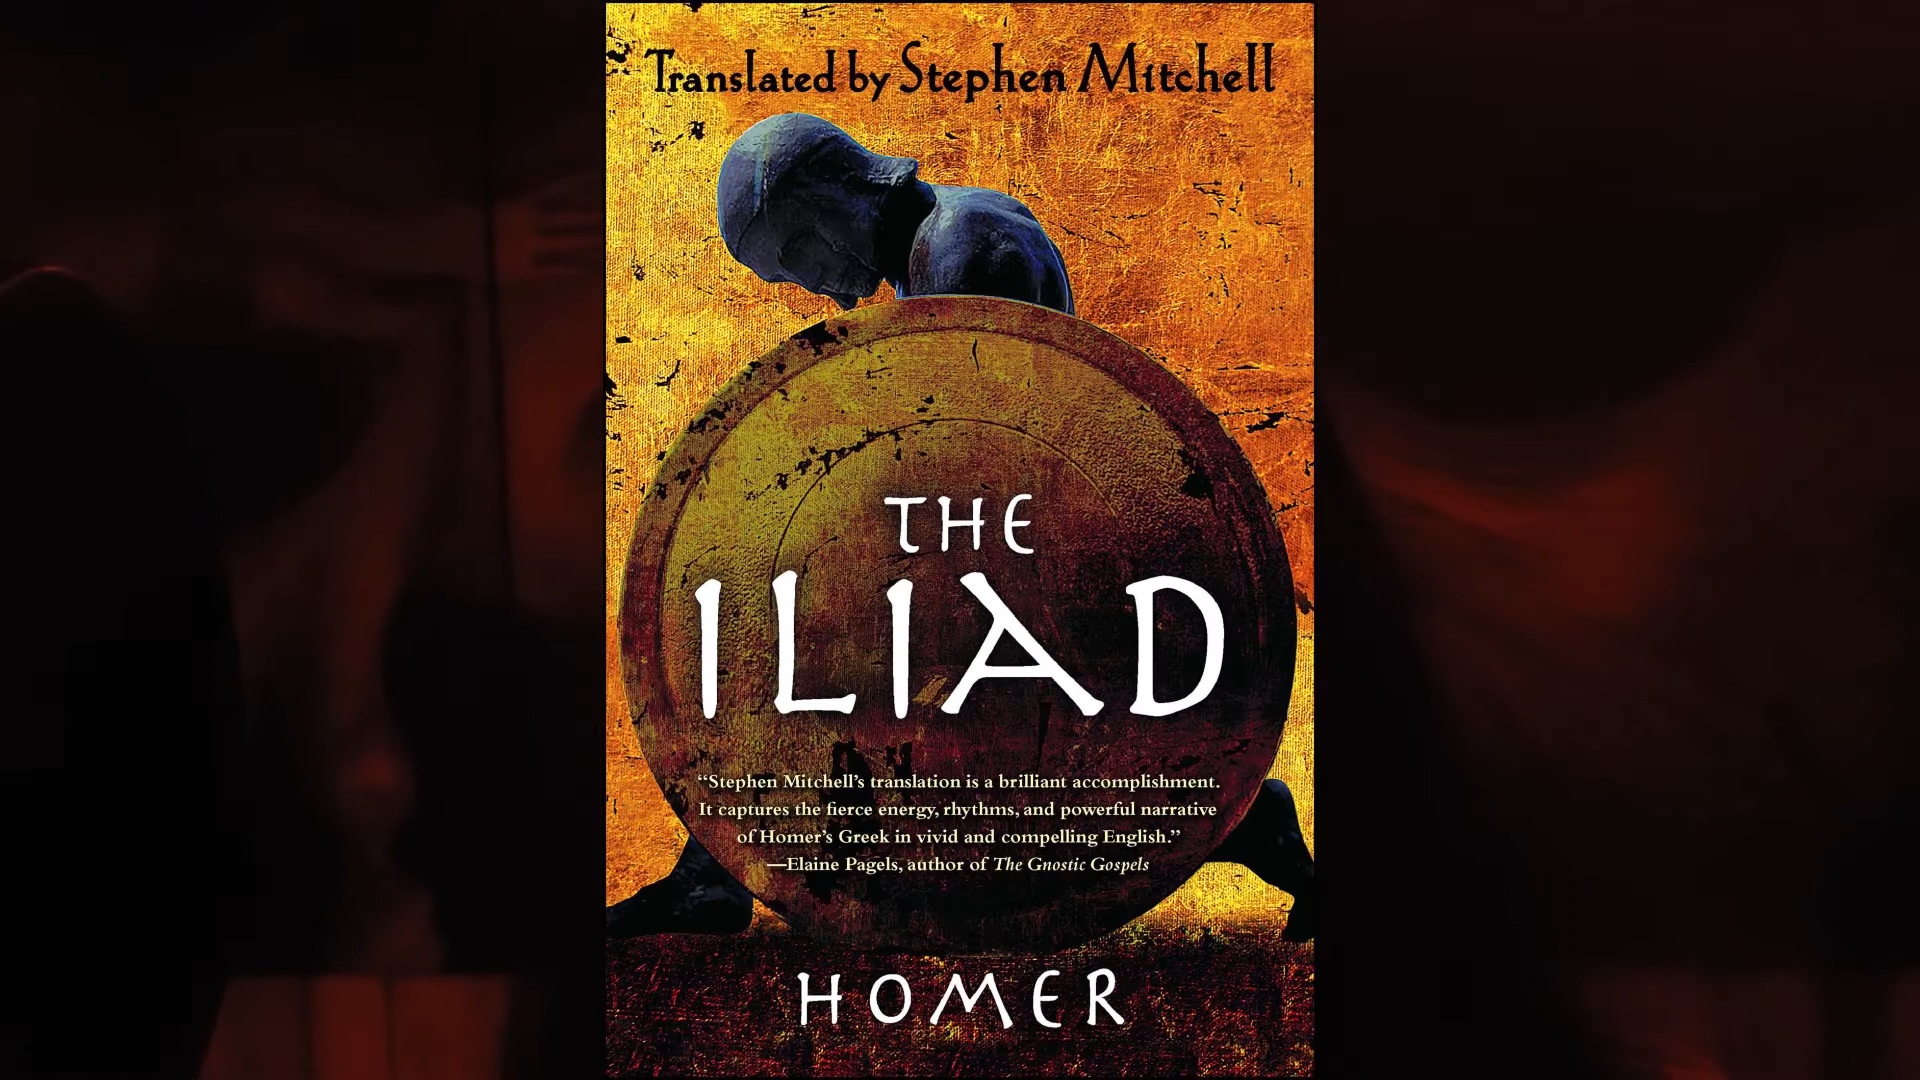 Translated by Stephen Mitchell
THE
ILIAD
“Stephen Mitchell’s translation is a brilliant accomplishment.
It captures the fierce energy, rhythms, and powerful narrative
of Homer’s Greek in vivid and compelling English.”
—Elaine Pagels, author of The Gnostic Gospels
HOMER